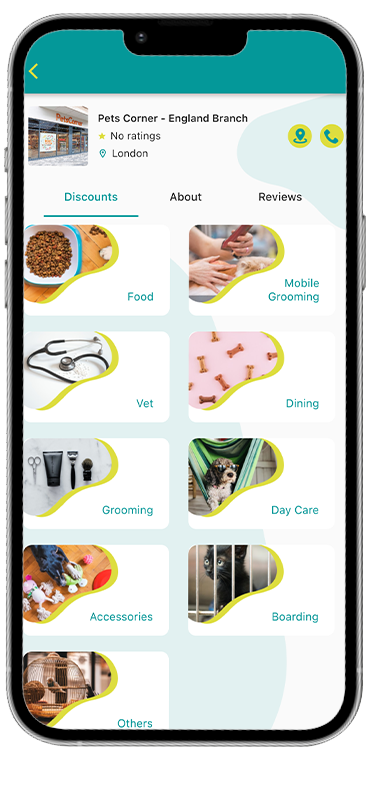 PetsCorner
Pets Corner - England Branch
No ratings
London
Discounts
About
Reviews
Food
Mobile
Grooming
Vet
Dining
Grooming
Day Care
Accessories
Boarding
Others